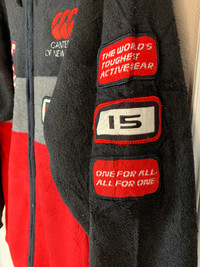 CANTE
OF NEW
THE WORLD'S
TOUGHEST
ACTIVEWEAR
15
ONE FOR ALL
ALL FOR ONE